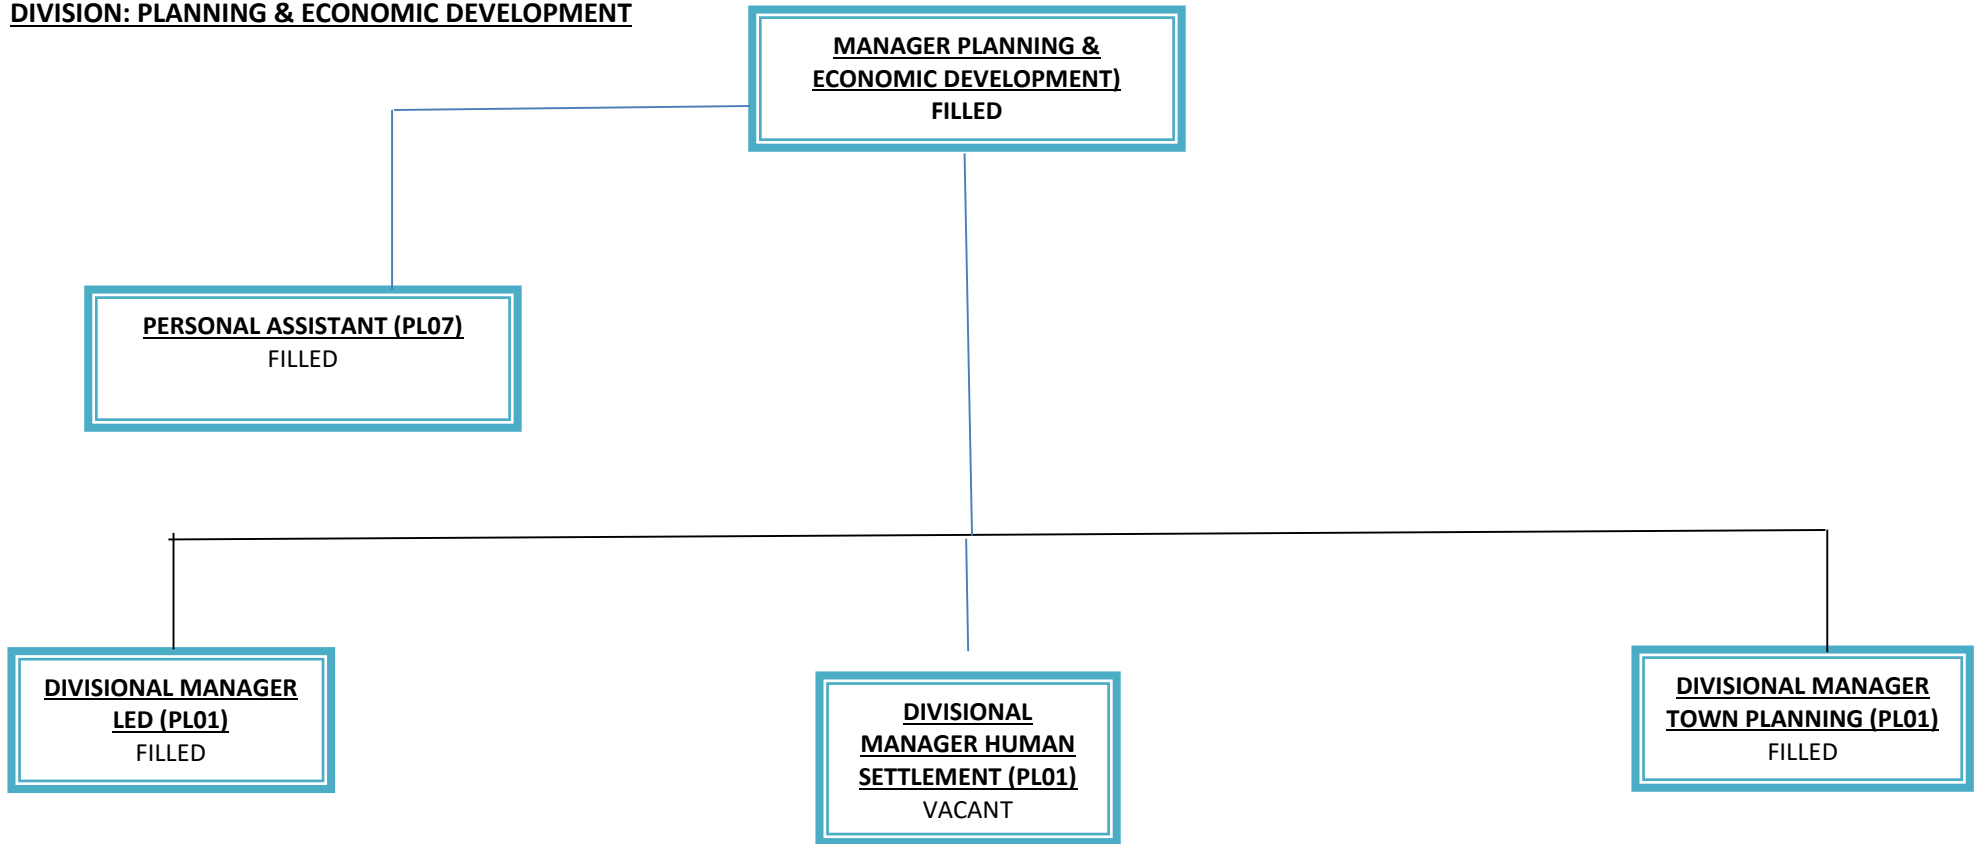 DIVISION: PLANNING & ECONOMIC DEVELOPMENT
MANAGER PLANNING &
ECONOMIC DEVELOPMENT)
FILLED
PERSONAL ASSISTANT (PL07)
FILLED
DIVISIONAL MANAGER
LED (PL01)
FILLED
DIVISIONAL
MANAGER HUMAN
SETTLEMENT (PL01)
VACANT
DIVISIONAL MANAGER
TOWN PLANNING (PL01)
FILLED